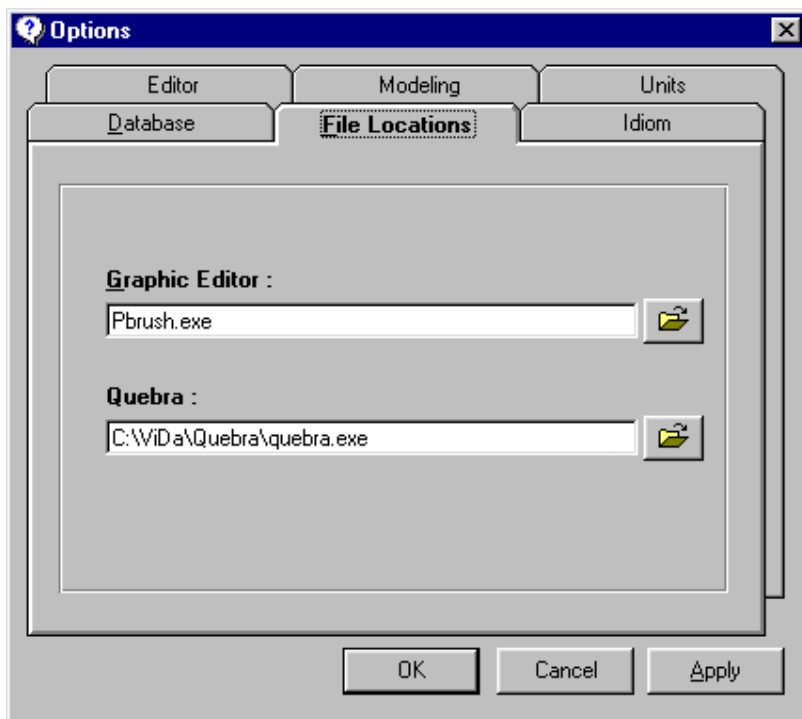 Options
Editor Modeling Units
Database File Locations Idiom
Graphic Editor :
Pbrush.exe
Quebra :
C:\ViDa\Quebra\quebra.exe
OK Cancel Apply